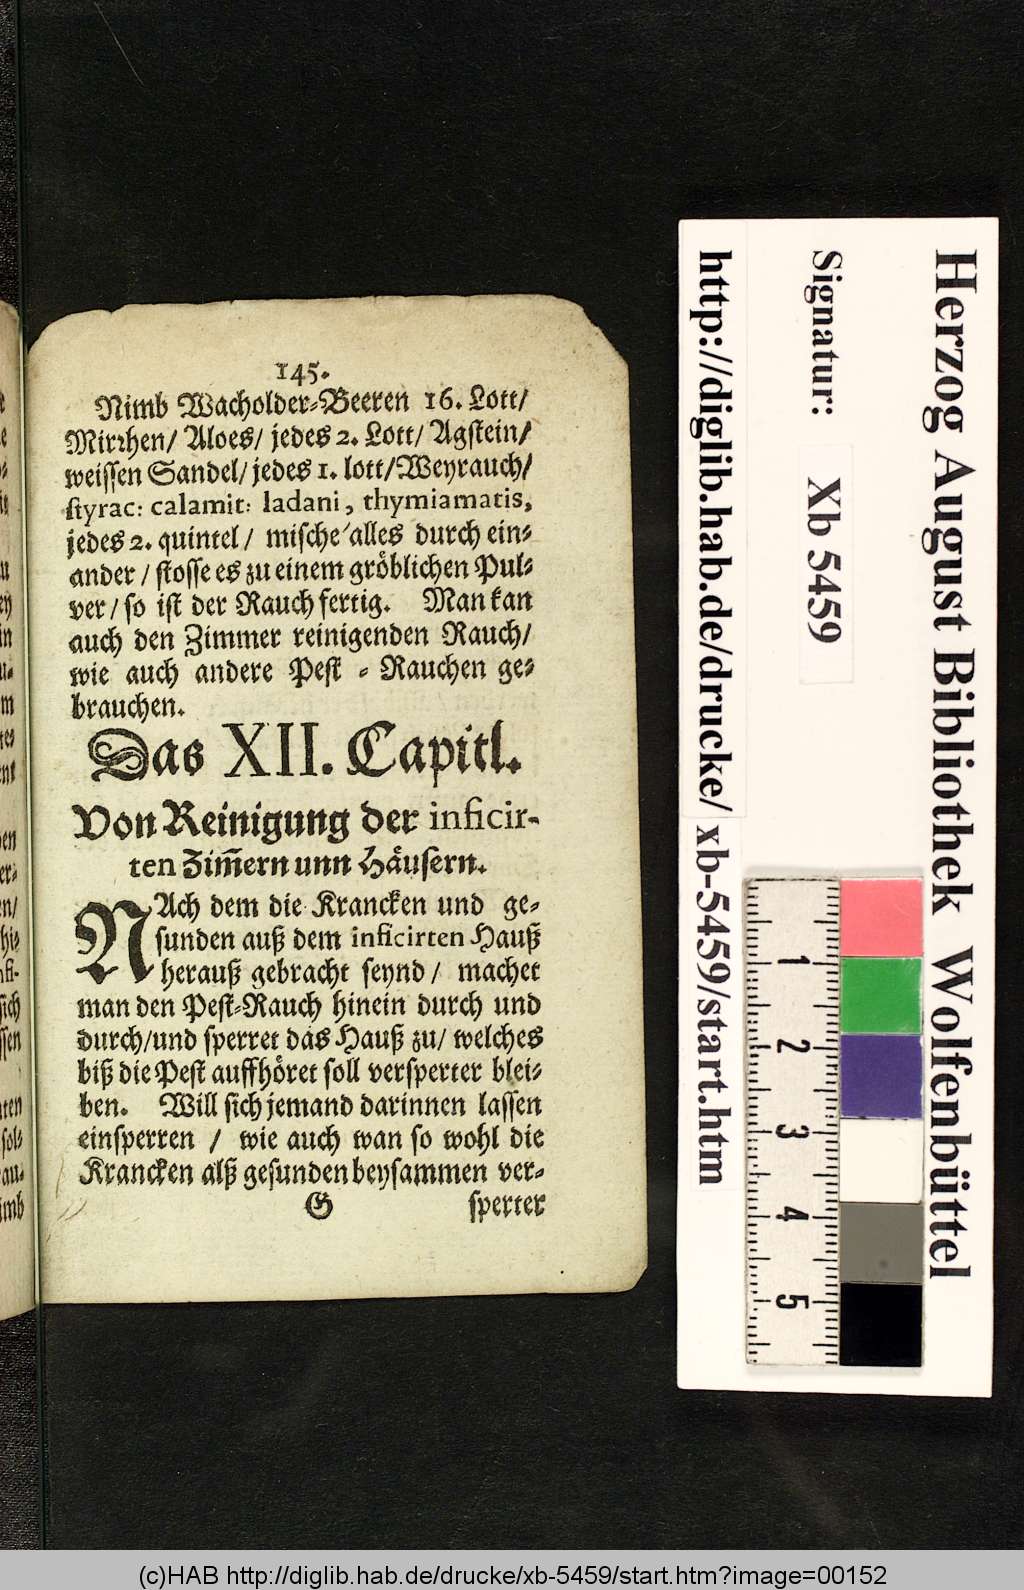 145.
Nimb Wacholder-Beeren 16. Lott/
Mirrhen/ Aloes/ jedes 2. Lott/ Agstein/
weissen Sandel/ jedes 1. lott/ Weyrauch/
styrac: calamit: ladani, thymiamatis,
jedes 2. quintel / mische alles durch ein-
ander / stosse es zu einem gröblichen Pul-
ver / so ist der Rauch fertig. Man kan
auch den Zimmer reinigenden Rauch/
wie auch andere Pest - Rauchen ge-
brauchen.
Das XII. Capitl.
Von Reinigung der inficir-
ten Zim̃ern unn Häusern.
NAch dem die Krancken und ge-
sunden auß dem inficirten Hauß
herauß gebracht seynd / machet
man den Pest-Rauch hinein durch und
durch/und sperret das Hauß zu/ welches
biß die Pest auffhöret soll versperter blei-
ben. Will sich jemand darinnen lassen
einsperren / wie auch wan so wohl die
Krancken alß gesunden beysammen ver-
G sperter
Herzog August Bibliothek Wolfenbüttel
Signatur: Xb 5459
http://diglib.hab.de/drucke/ xb-5459/start.htm
1
2
3
4
5
(c)HAB http://diglib.hab.de/drucke/xb-5459/start.htm?image=00152